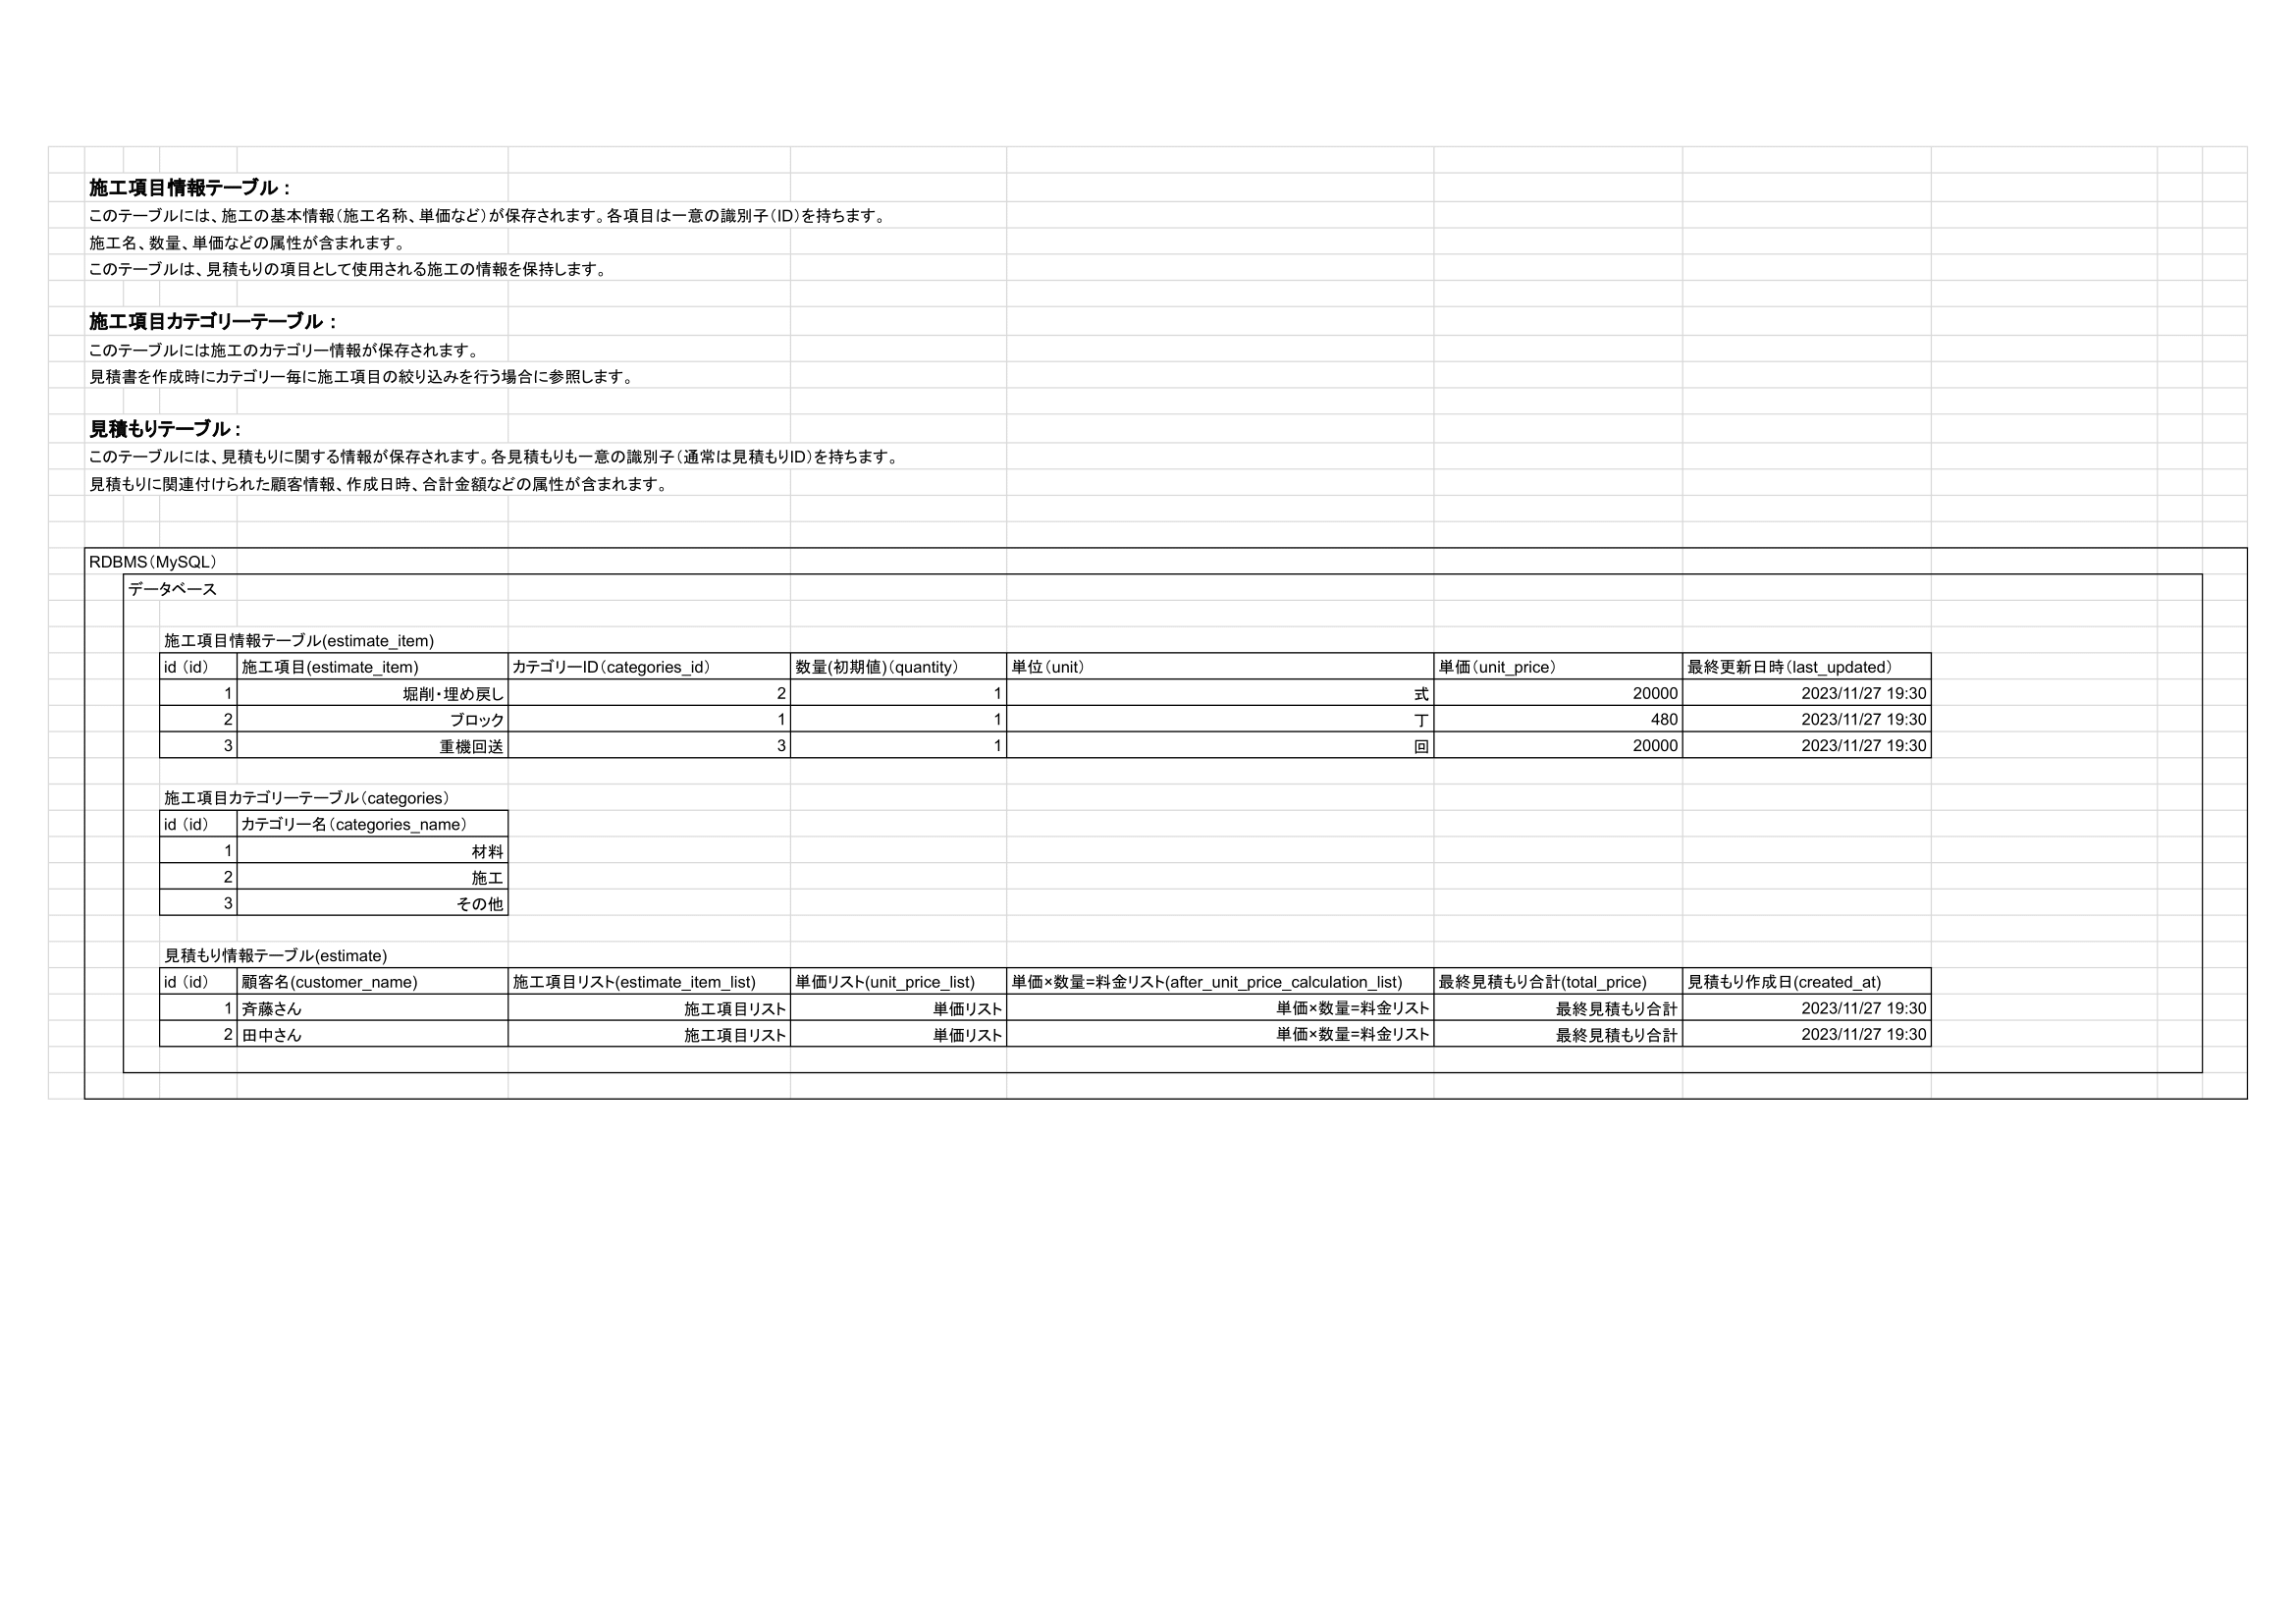 施工項目情報テーブル：
このテーブルには、施工の基本情報（施工名称、単価など）が保存されます。各項目は一意の識別子（ID）を持ちます。
施工名、数量、単価などの属性が含まれます。
このテーブルは、見積もりの項目として使用される施工の情報を保持します。
施工項目カテゴリーテーブル：
このテーブルには施工のカテゴリー情報が保存されます。
見積書を作成時にカテゴリー毎に施工項目の絞り込みを行う場合に参照します。
見積もりテーブル：
このテーブルには、見積もりに関する情報が保存されます。各見積もりも一意の識別子（通常は見積もりID）を持ちます。
見積もりに関連付けられた顧客情報、作成日時、合計金額などの属性が含まれます。
RDBMS（MySQL）
データベース
施工項目情報テーブル(estimate_item)
id（id） 施工項目(estimate_item) カテゴリーID（categories_id） 数量(初期値)（quantity） 単位（unit） 単価（unit_price） 最終更新日時（last_updated）
1 堀削・埋め戻し 2 1 式 20000 2023/11/27 19:30
2 ブロック 1 1 丁 480 2023/11/27 19:30
3 重機回送 3 1 回 20000 2023/11/27 19:30
施工項目カテゴリーテーブル（categories）
id（id） カテゴリー名（categories_name）
1 材料
2 施工
3 その他
見積もり情報テーブル(estimate)
id（id） 顧客名(customer_name) 施工項目リスト(estimate_item_list) 単価リスト(unit_price_list) 単価×数量=料金リスト(after_unit_price_calculation_list) 最終見積もり合計(total_price) 見積もり作成日(created_at)
1 斉藤さん 施工項目リスト 単価リスト 単価×数量=料金リスト 最終見積もり合計 2023/11/27 19:30
2 田中さん 施工項目リスト 単価リスト 単価×数量=料金リスト 最終見積もり合計 2023/11/27 19:30